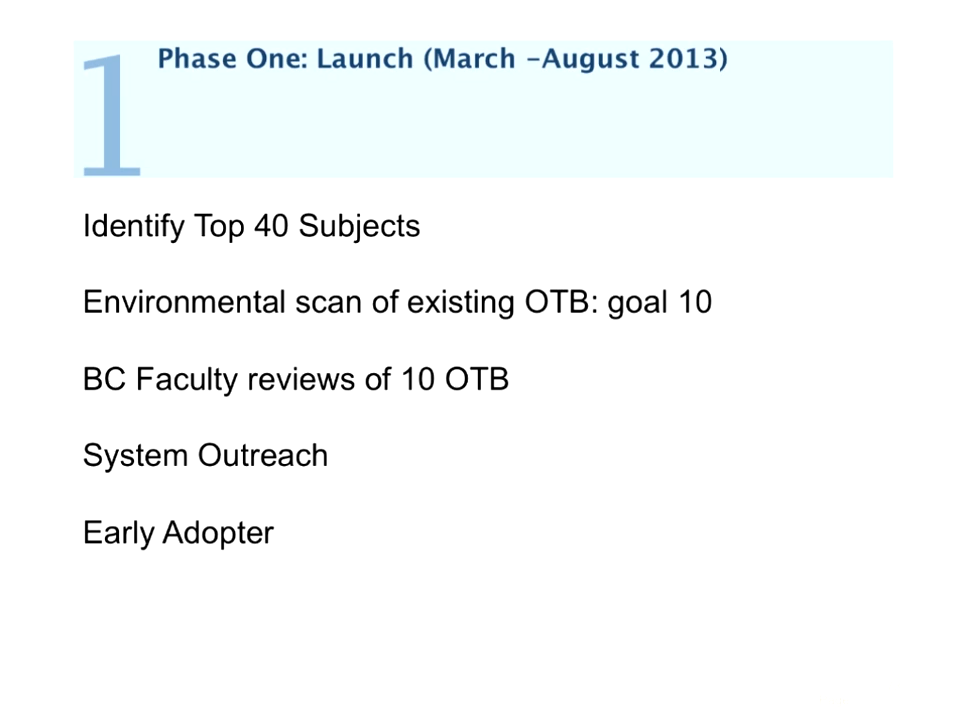 1
Phase One: Launch (March –August 2013)
Identify Top 40 Subjects
Environmental scan of existing OTB: goal 10
BC Faculty reviews of 10 OTB
System Outreach
Early Adopter